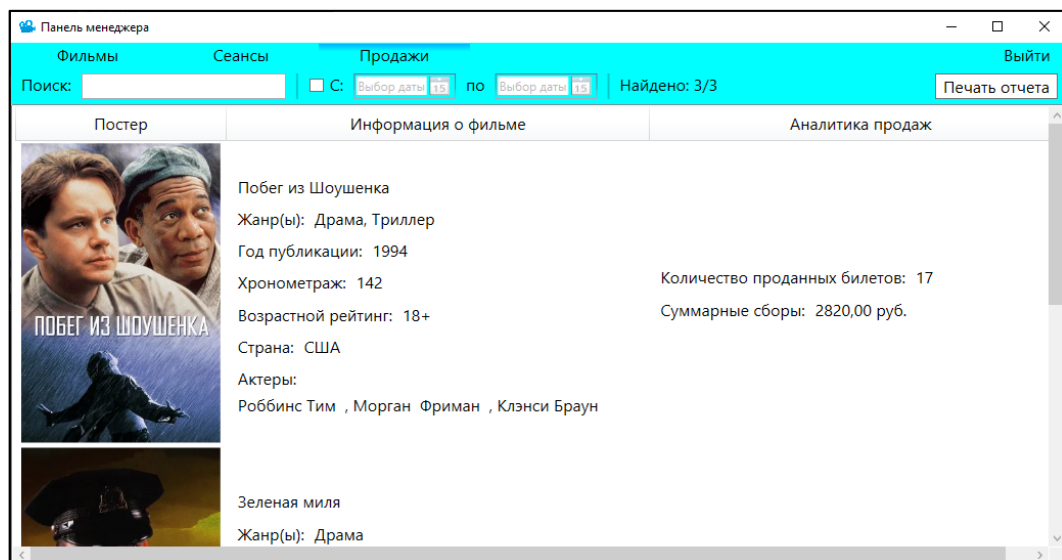 Панель менеджера
Фильмы Сеансы Продажи Выйти
Поиск: С: Выбор даты 15 по Выбор даты 15 Найдено: 3/3 Печать отчета
Постер Информация о фильме Аналитика продаж
Побег из Шоушенка
Жанр(ы): Драма, Триллер
Год публикации: 1994
Хронометраж: 142
Возрастной рейтинг: 18+
Страна: США
Актеры:
Роббинс Тим , Морган Фриман , Клэнси Браун
Количество проданных билетов: 17
Суммарные сборы: 2820,00 руб.
ПОБЕГ ИЗ ШОУШЕНКА
Зеленая миля
Жанр(ы): Драма